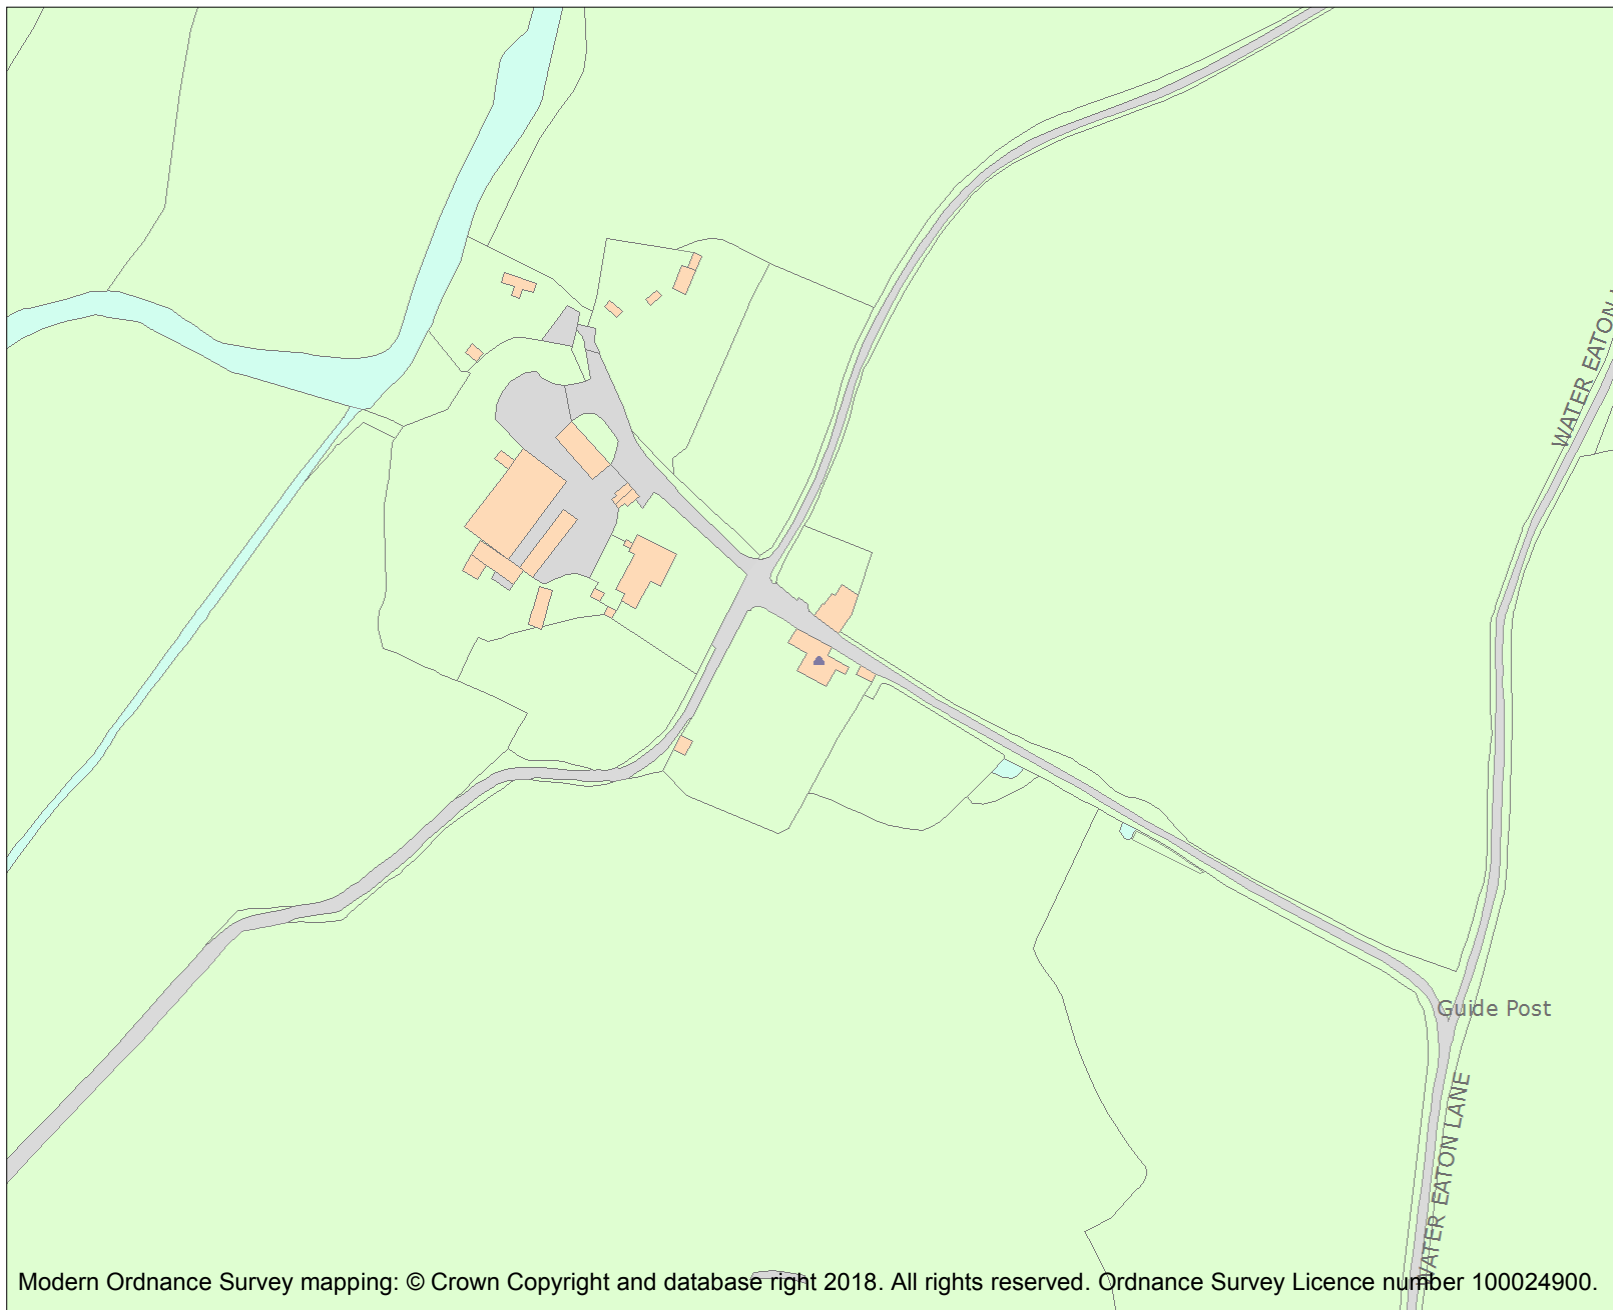 WATER EATON
Guide Post
WATER EATON LANE
Modern Ordnance Survey mapping: © Crown Copyright and database right 2018. All rights reserved. Ordnance Survey Licence number 100024900.